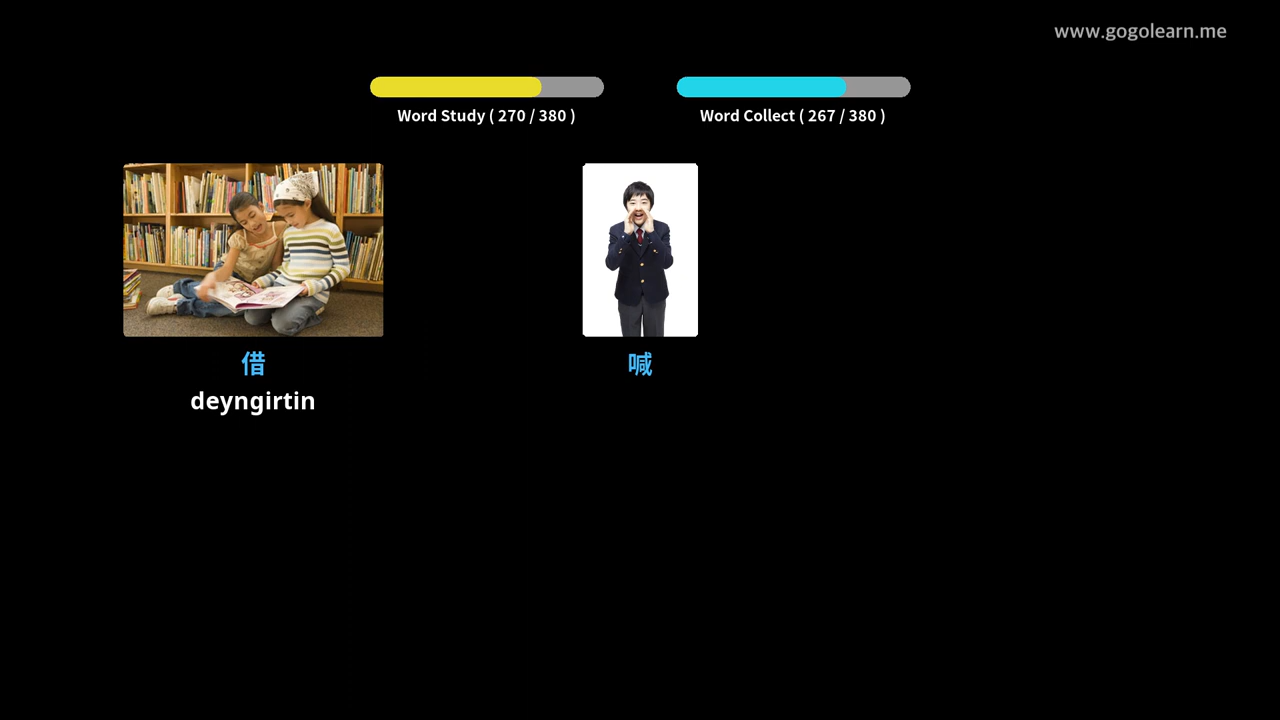 www.gogolearn.me
Word Study ( 270 / 380 )
Word Collect ( 267 / 380 )
借
deyngirtin
喊